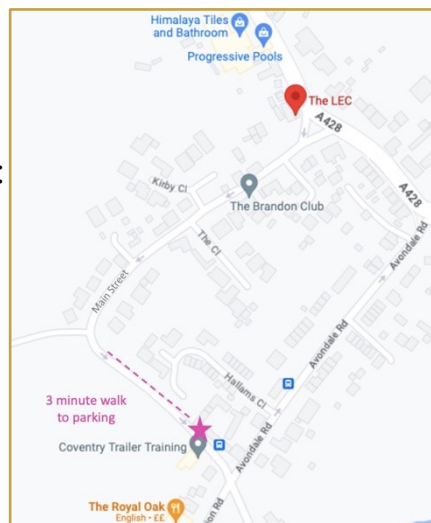 Himalaya Tiles
and Bathroom
Progressive Pools
The LEC
A428
A428
Kirby Cl
The Brandon Club
Avondale Rd
The Cl
Main Street
Avondale Rd
Hallams Cl
3 minute walk
to parking
Coventry Trailer Training
Avondale Rd
The Royal Oak
English • ££
on Rd
: